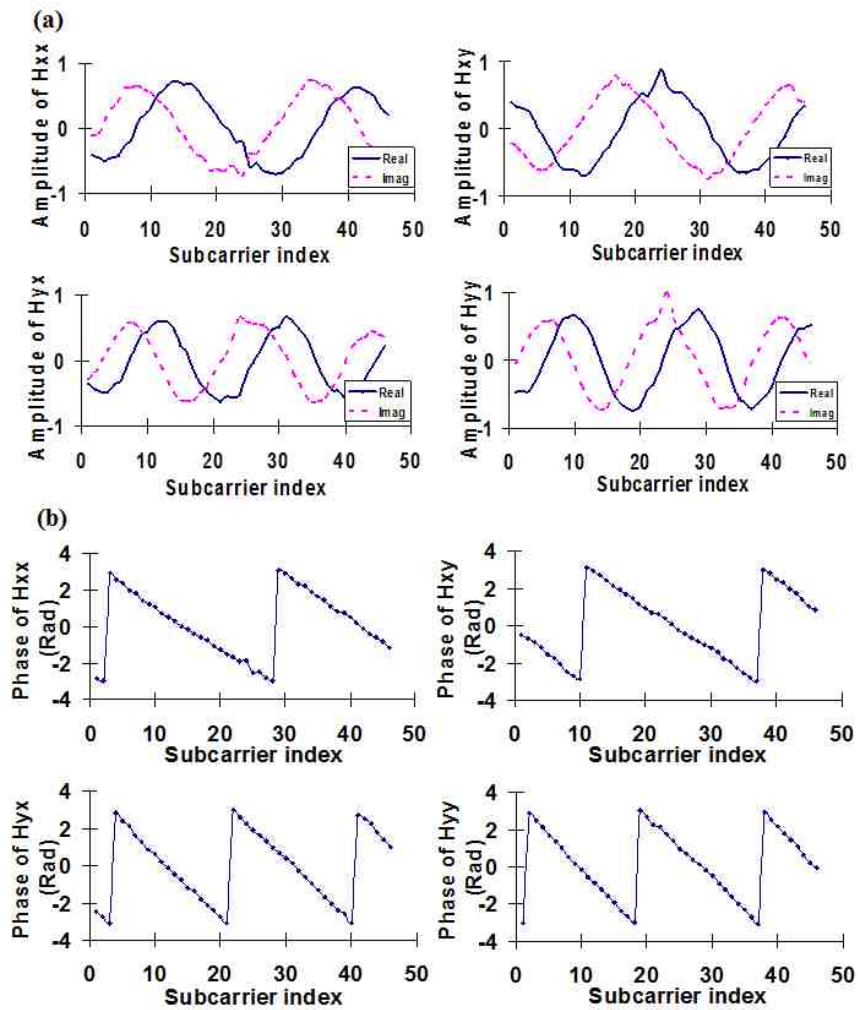 (a)
Amplitude of Hxx
1
0
-1
0 10 20 30 40 50
Subcarrier index
Real
Imag
Amplitude of Hxy
1
0
-1
0 10 20 30 40 50
Subcarrier index
Real
Imag
Amplitude of Hyx
1
0
-1
0 10 20 30 40 50
Subcarrier index
Real
Imag
Amplitude of Hyy
1
0
-1
0 10 20 30 40 50
Subcarrier index
Real
Imag
(b)
Phase of Hxx
(Rad)
4
2
0
-2
-4
0 10 20 30 40 50
Subcarrier index
Phase of Hxy
(Rad)
4
2
0
-2
-4
0 10 20 30 40 50
Subcarrier index
Phase of Hyx
(Rad)
4
2
0
-2
-4
0 10 20 30 40 50
Subcarrier index
Phase of Hyy
(Rad)
4
2
0
-2
-4
0 10 20 30 40 50
Subcarrier index